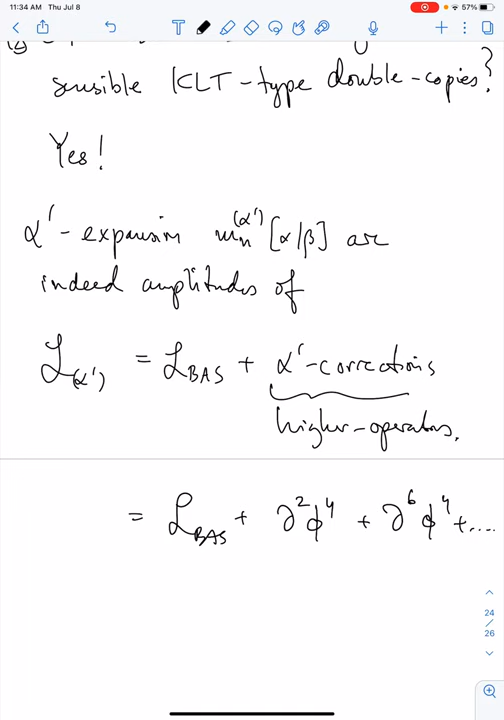 11:34 AM Thu Jul 8
57%
sensible KLT-type double-copies?
Yes!
α'-expansion mₙ^(α')[α|β] are
indeed amplitudes of
ℒ_(α') = ℒ_BAS + α'-corrections
higher-operators.
= ℒ_BAS + ∂²ϕ⁴ + ∂⁶ϕ⁴ + ....
24
/
26